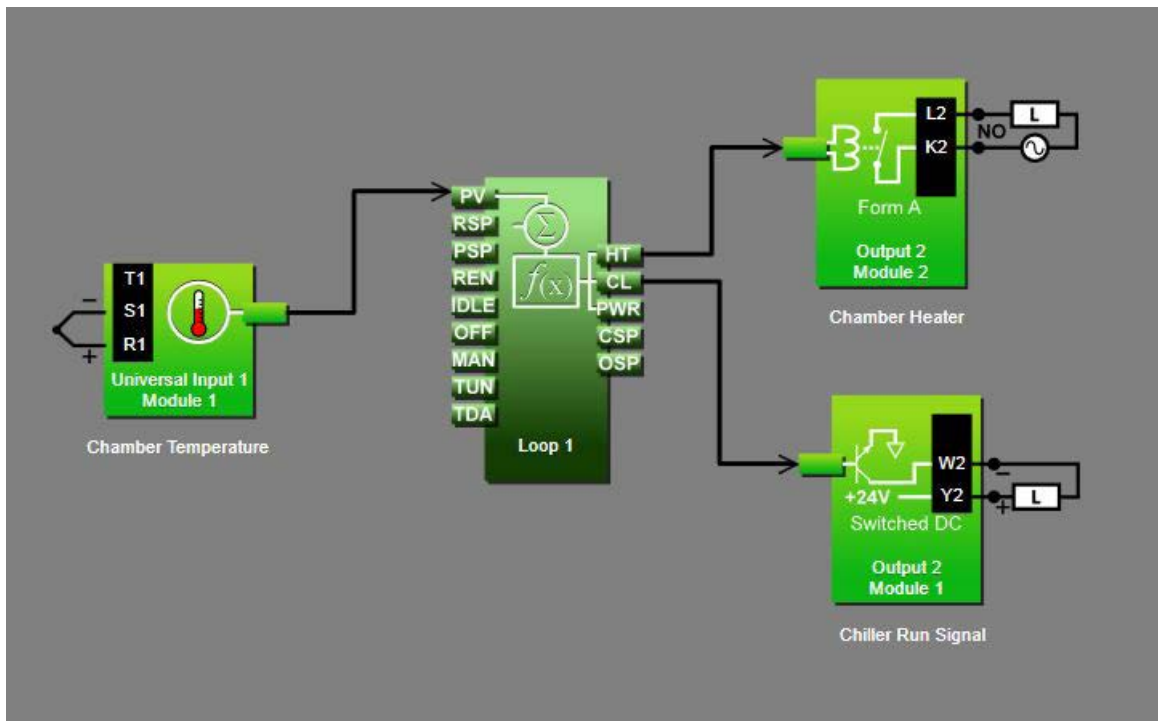 T1
S1
R1
−
+
Universal Input 1
Module 1
Chamber Temperature
PV
RSP
PSP
REN
IDLE
OFF
MAN
TUN
TDA
Σ
f(x)
HT
CL
PWR
CSP
OSP
Loop 1
L2
K2
NO
L
Form A
Output 2
Module 2
Chamber Heater
W2
Y2
−
+
L
+24V
Switched DC
Output 2
Module 1
Chiller Run Signal